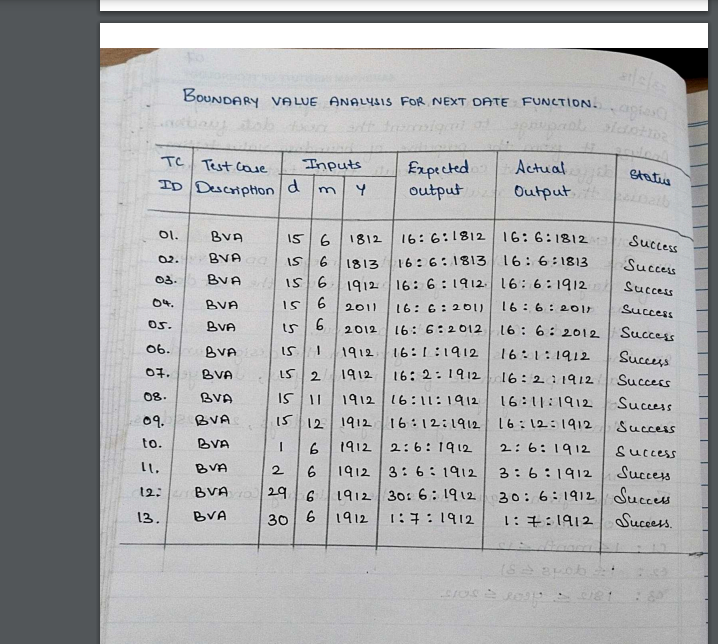 BOUNDARY VALUE ANALYSIS FOR NEXT DATE FUNCTION.
TC ID Test Case Description Inputs d m y Expected output Actual Output Status
01. BVA 15 6 1812 16:6:1812 16:6:1812 Success
02. BVA 15 6 1813 16:6:1813 16:6:1813 Success
03. BVA 15 6 1912 16:6:1912 16:6:1912 Success
04. BVA 15 6 2011 16:6:2011 16:6:2011 Success
05. BVA 15 6 2012 16:6:2012 16:6:2012 Success
06. BVA 15 1 1912 16:1:1912 16:1:1912 Success
07. BVA 15 2 1912 16:2:1912 16:2:1912 Success
08. BVA 15 11 1912 16:11:1912 16:11:1912 Success
09. BVA 15 12 1912 16:12:1912 16:12:1912 Success
10. BVA 1 6 1912 2:6:1912 2:6:1912 Success
11. BVA 2 6 1912 3:6:1912 3:6:1912 Success
12: BVA 29 6 1912 30:6:1912 30:6:1912 Success
13. BVA 30 6 1912 1:7:1912 1:7:1912 Success.